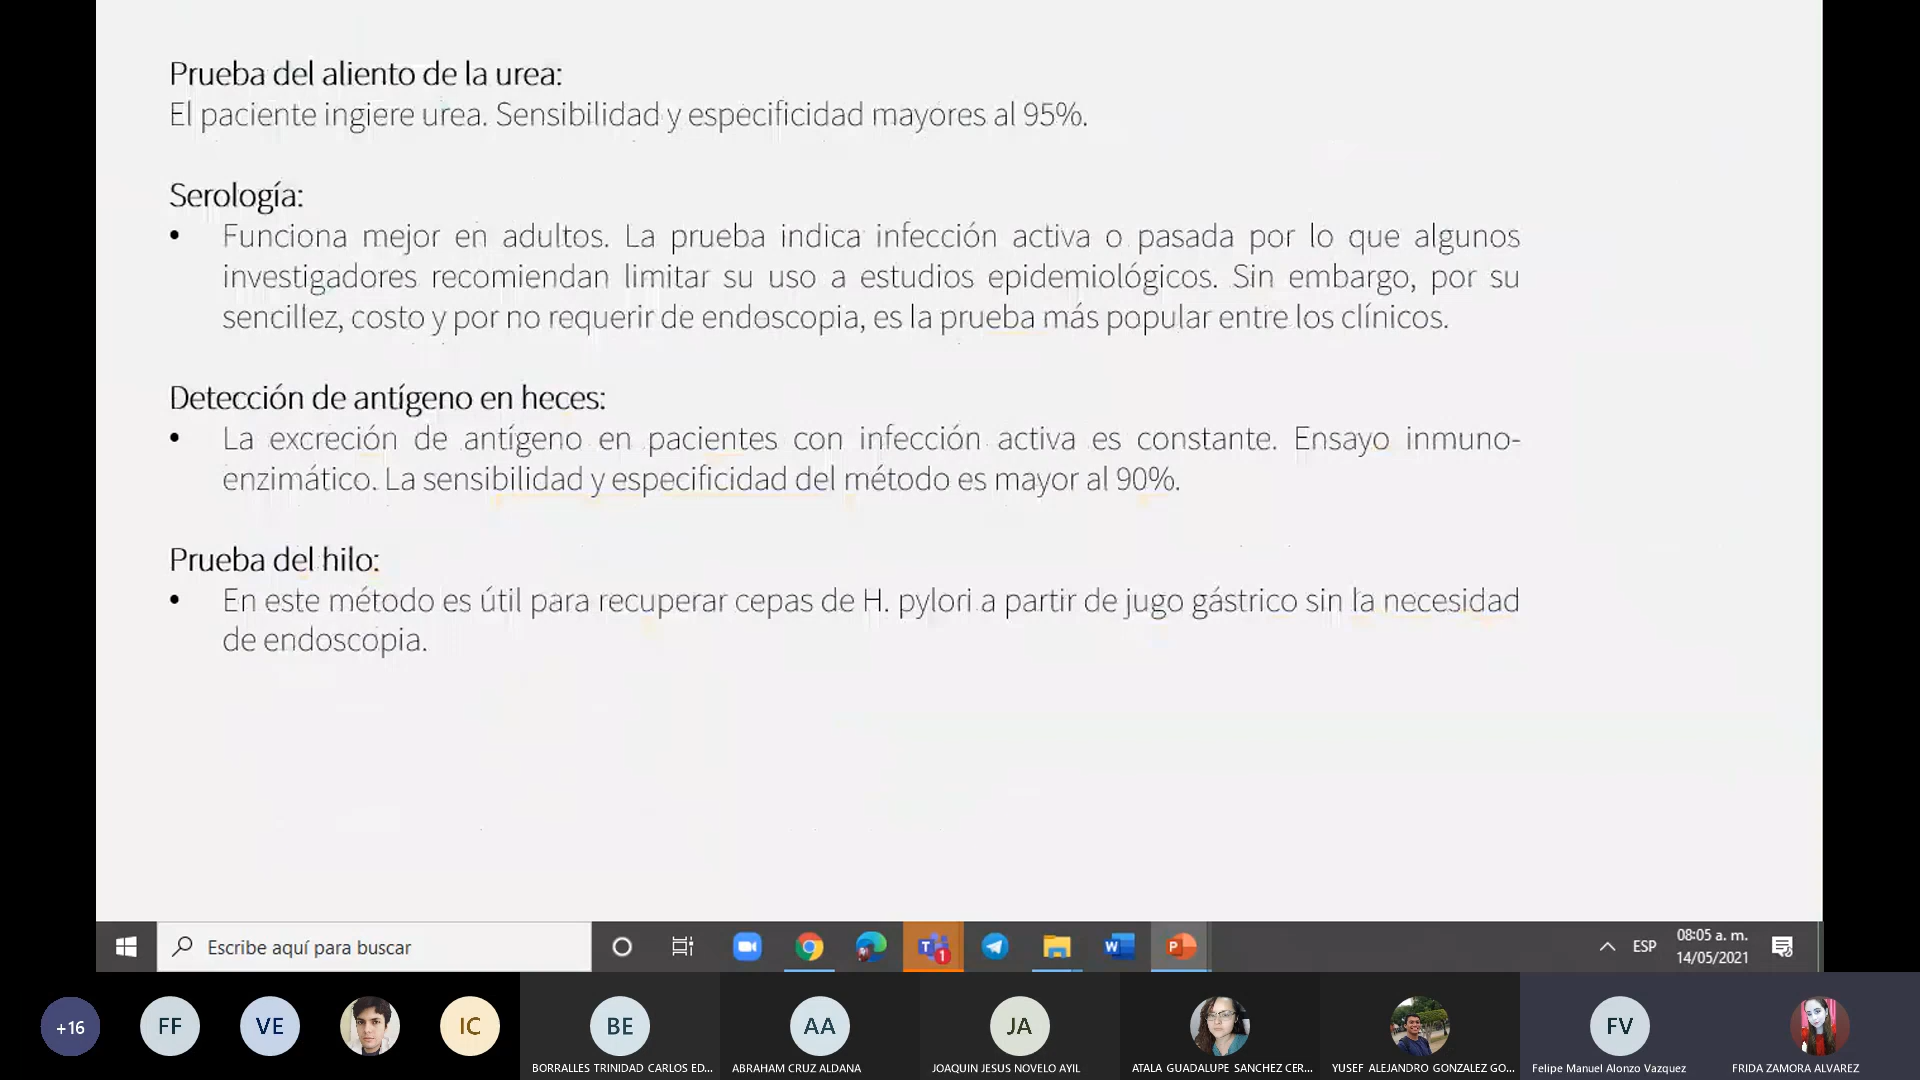 Prueba del aliento de la urea:
El paciente ingiere urea. Sensibilidad y especificidad mayores al 95%.
Serología:
• Funciona mejor en adultos. La prueba indica infección activa o pasada por lo que algunos
investigadores recomiendan limitar su uso a estudios epidemiológicos. Sin embargo, por su
sencillez, costo y por no requerir de endoscopia, es la prueba más popular entre los clínicos.
Detección de antígeno en heces:
• La excreción de antígeno en pacientes con infección activa es constante. Ensayo inmuno-
enzimático. La sensibilidad y especificidad del método es mayor al 90%.
Prueba del hilo:
• En este método es útil para recuperar cepas de H. pylori a partir de jugo gástrico sin la necesidad
de endoscopia.
Escribe aquí para buscar
T
1
W
P
ESP
08:05 a. m.
14/05/2021
+16
FF
VE
IC
BE
AA
JA
FV
BORRALLES TRINIDAD CARLOS ED...
ABRAHAM CRUZ ALDANA
JOAQUIN JESUS NOVELO AYIL
ATALA GUADALUPE SANCHEZ CER...
YUSEF ALEJANDRO GONZALEZ GO...
Felipe Manuel Alonzo Vazquez
FRIDA ZAMORA ALVAREZ